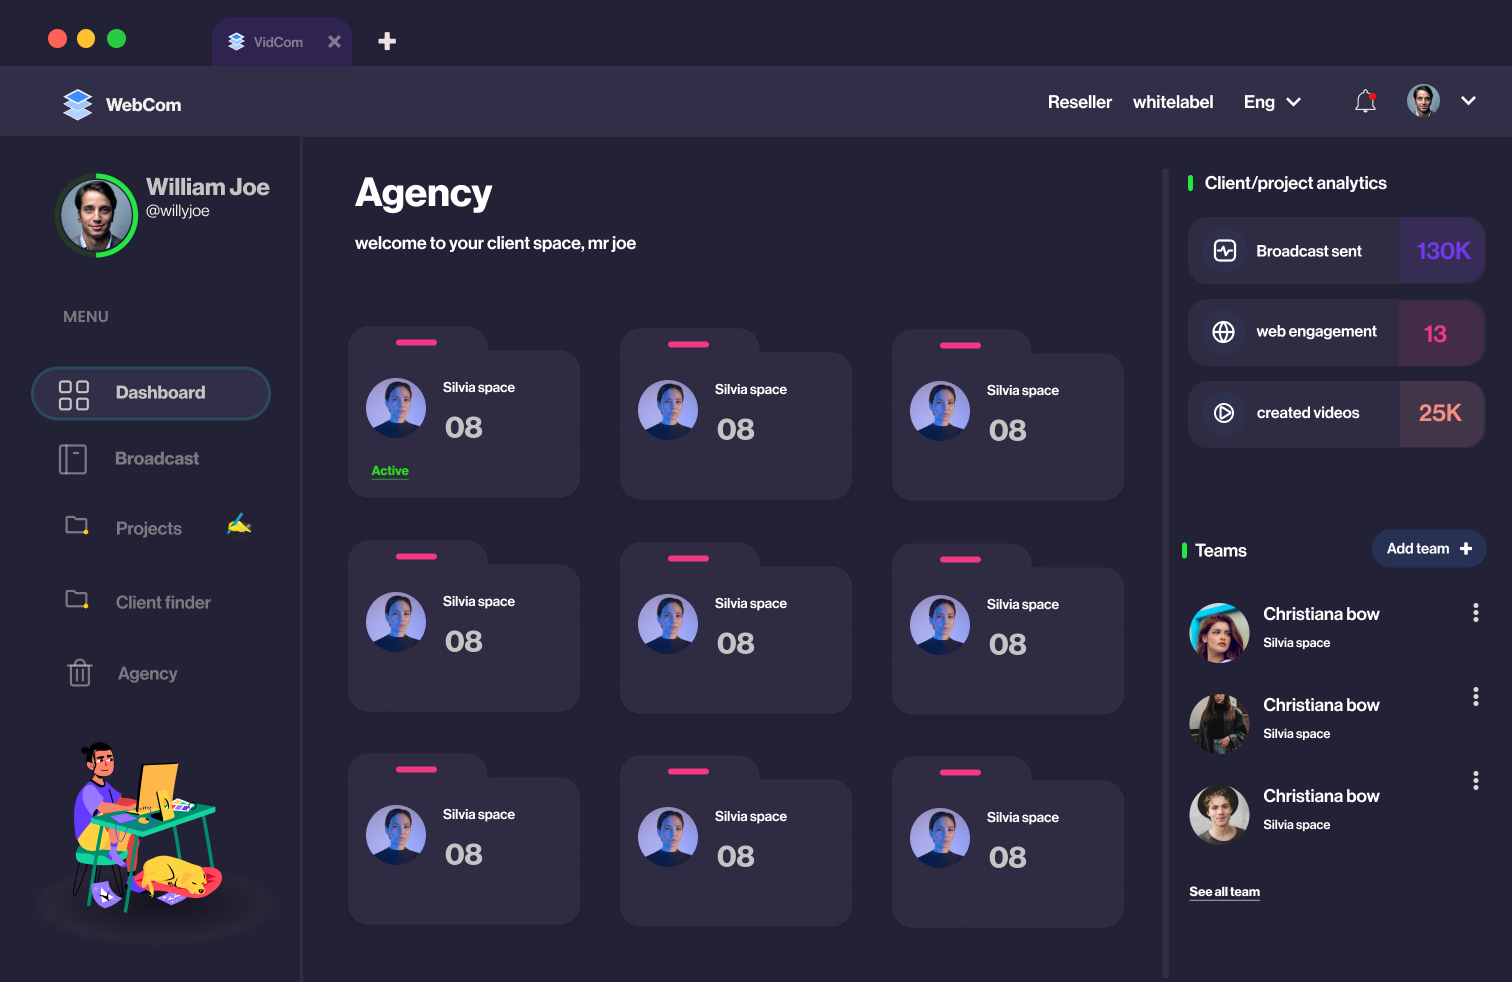 VidCom
WebCom
Reseller
whitelabel
Eng
William Joe
@willyjoe
MENU
Dashboard
Broadcast
Projects
Client finder
Agency
Agency
welcome to your client space, mr joe
Silvia space
08
Active
Silvia space
08
Silvia space
08
Silvia space
08
Silvia space
08
Silvia space
08
Silvia space
08
Silvia space
08
Silvia space
08
Client/project analytics
Broadcast sent
130K
web engagement
13
created videos
25K
Teams
Add team
Christiana bow
Silvia space
Christiana bow
Silvia space
Christiana bow
Silvia space
See all team